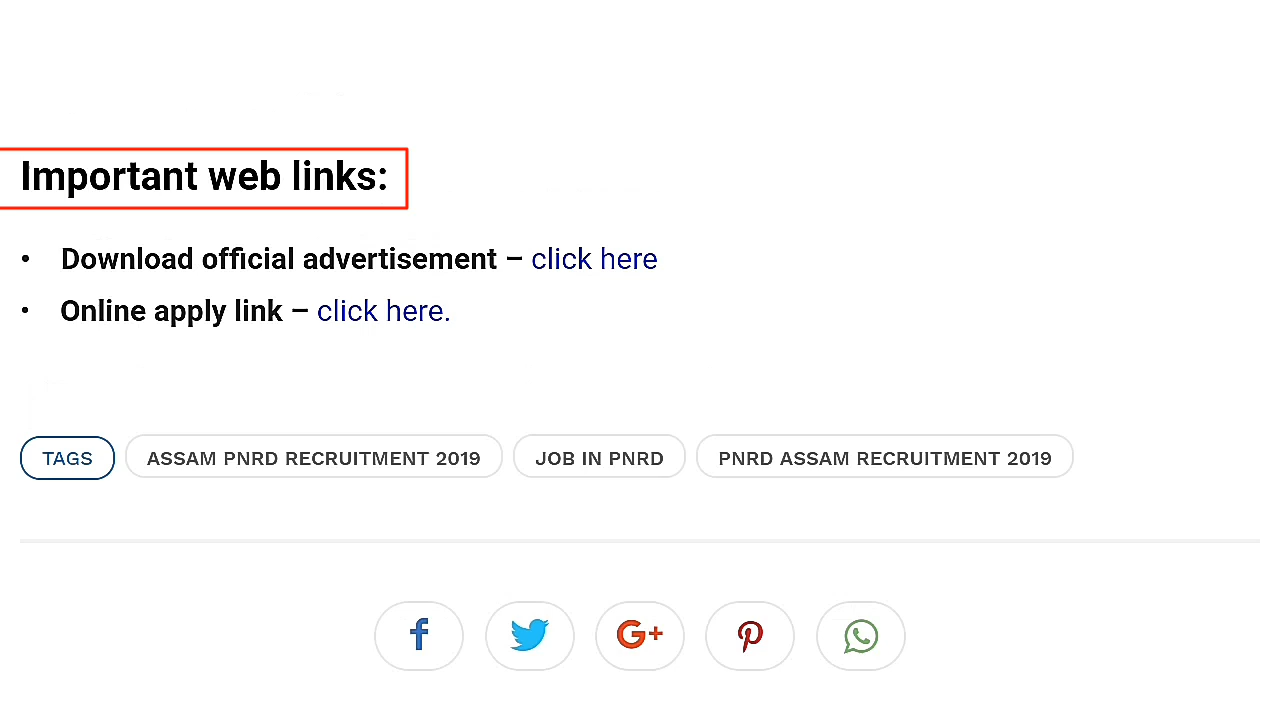 Important web links:
• Download official advertisement – click here
• Online apply link – click here.
TAGS ASSAM PNRD RECRUITMENT 2019 JOB IN PNRD PNRD ASSAM RECRUITMENT 2019